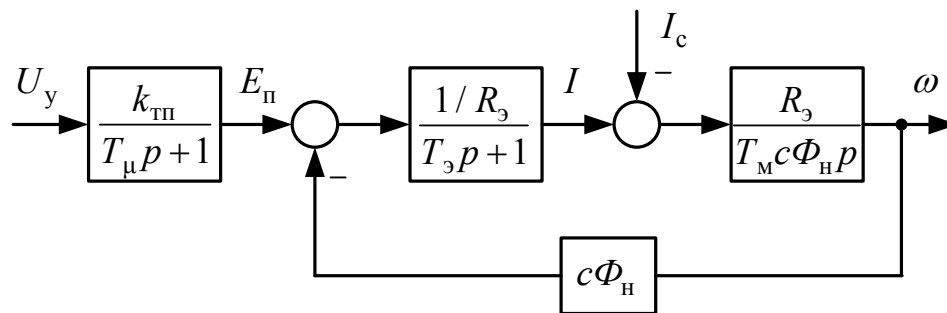 U_у
k_тп
T_μ p + 1
E_п
−
1 / R_э
T_э p + 1
I
I_с
−
R_э
T_м cΦ_н p
ω
cΦ_н